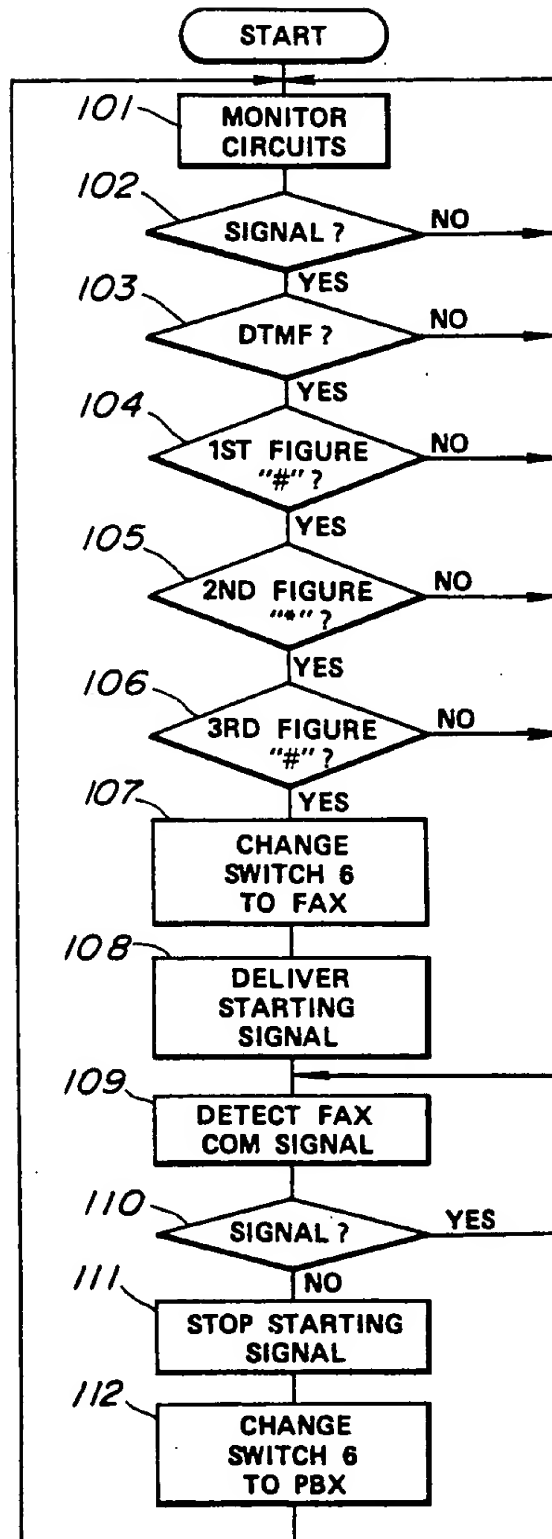 START
101
MONITOR
CIRCUITS
102
SIGNAL ?
NO
YES
103
DTMF ?
NO
YES
104
1ST FIGURE
"#" ?
NO
YES
105
2ND FIGURE
"*" ?
NO
YES
106
3RD FIGURE
"#" ?
NO
YES
107
CHANGE
SWITCH 6
TO FAX
108
DELIVER
STARTING
SIGNAL
109
DETECT FAX
COM SIGNAL
110
SIGNAL ?
YES
NO
111
STOP STARTING
SIGNAL
112
CHANGE
SWITCH 6
TO PBX